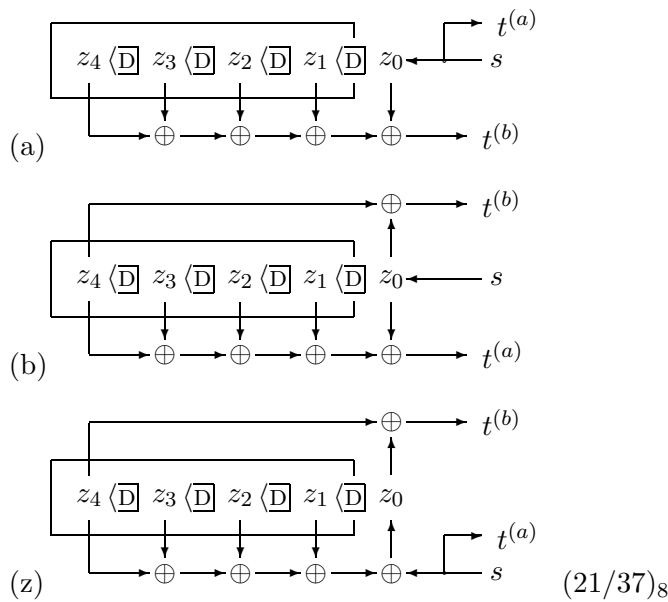 t^(a)
z₄ ⟨D z₃ ⟨D z₂ ⟨D z₁ ⟨D z₀ s
⊕ ⊕ ⊕ ⊕ t^(b)
(a)
⊕ t^(b)
z₄ ⟨D z₃ ⟨D z₂ ⟨D z₁ ⟨D z₀ s
⊕ ⊕ ⊕ ⊕ t^(a)
(b)
⊕ t^(b)
z₄ ⟨D z₃ ⟨D z₂ ⟨D z₁ ⟨D z₀
t^(a)
(z) ⊕ ⊕ ⊕ ⊕ s (21/37)₈